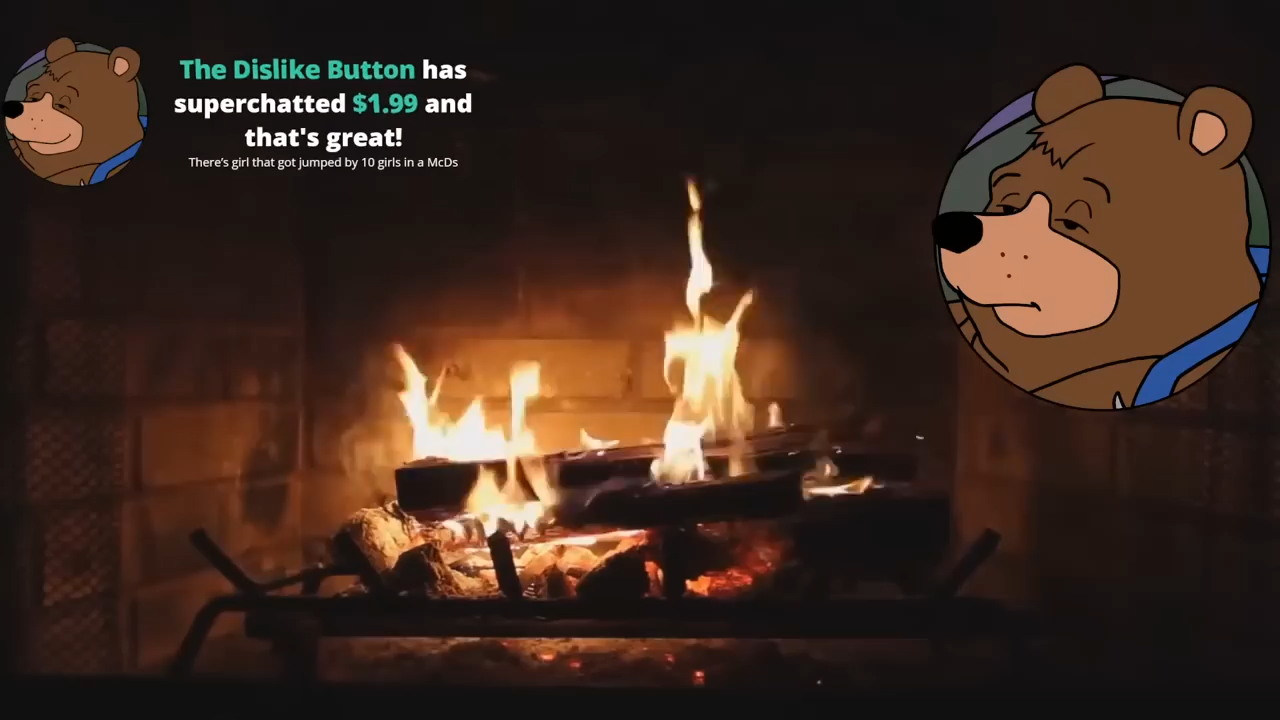 The Dislike Button has
superchatted $1.99 and
that's great!
There's girl that got jumped by 10 girls in a McDs